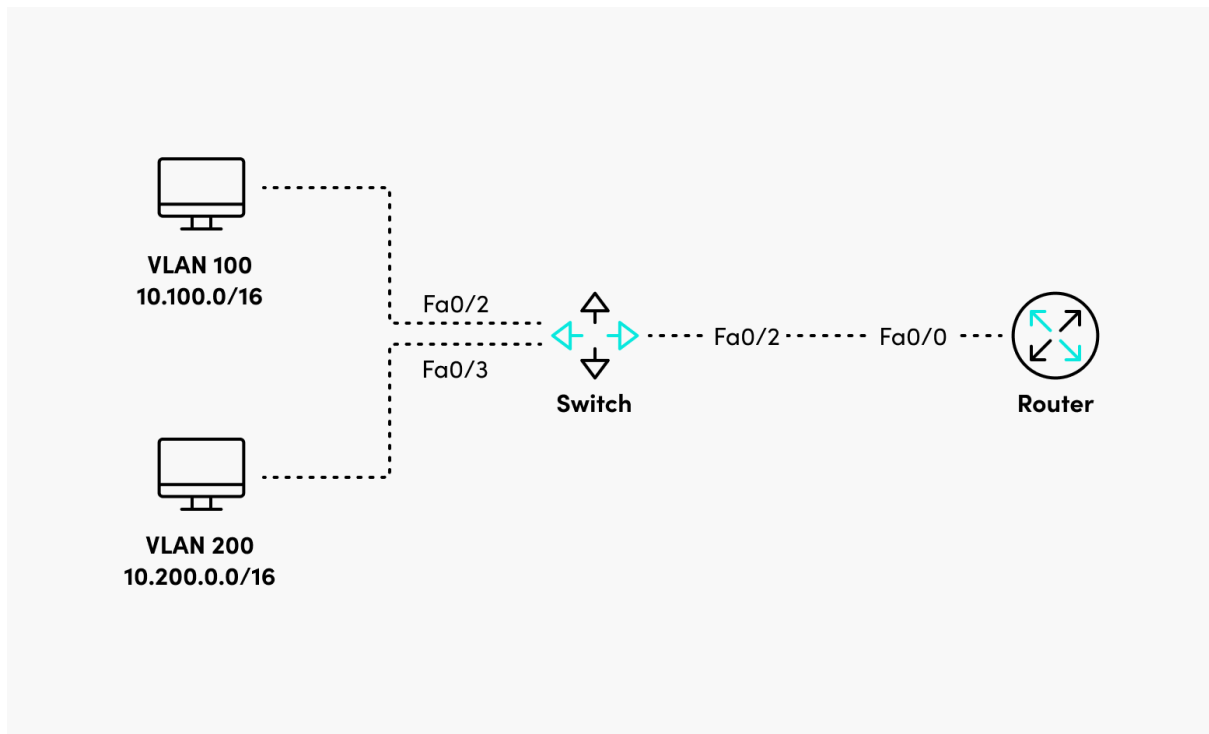 VLAN 100
10.100.0/16
Fa0/2
Fa0/3
Switch
Fa0/2
Fa0/0
Router
VLAN 200
10.200.0.0/16